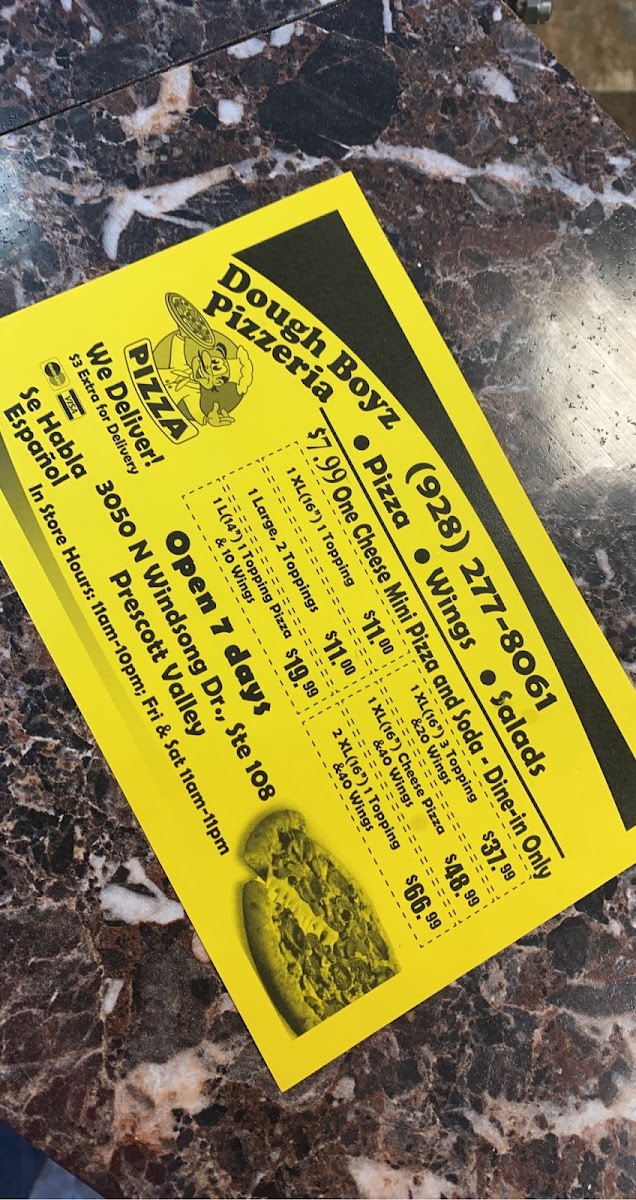 Dough Boyz
Pizzeria
(928) 277-8061
• Pizza • Wings • Salads
$7.99 One Cheese Mini Pizza and Soda - Dine-in Only
1 XL(16") 1 Topping $11.00
1 Large, 2 Toppings $11.00
1 L(14") 1 Topping Pizza
& 10 Wings $19.99
1 XL(16") 3 Topping
&20 Wings $37.99
1 XL(16") Cheese Pizza
&40 Wings $48.99
2 XL(16") 1 Topping
&40 Wings $66.99
PIZZA
We Deliver!
$3 Extra for Delivery
VISA
Se Habla
Español
Open 7 days
3050 N Windsong Dr., Ste 108
Prescott Valley
In Store Hours: 11am-10pm; Fri & Sat 11am-11pm